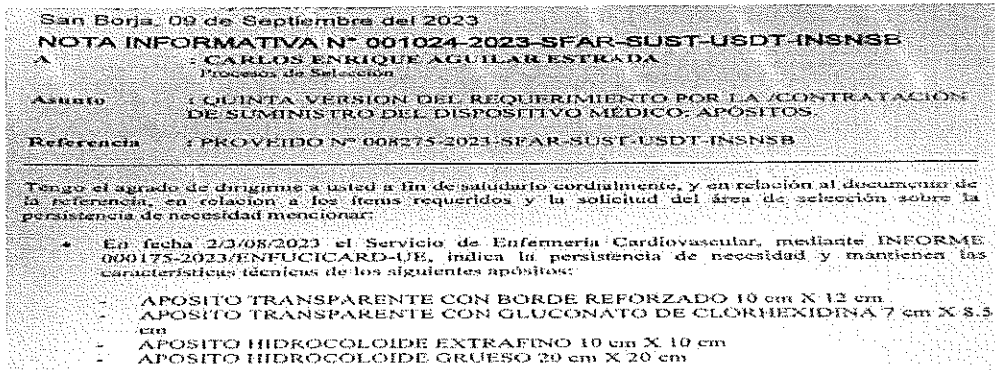 San Borja, 09 de Septiembre del 2023
NOTA INFORMATIVA N° 001024-2023-SFAR-SUST-USDT-INSNSB
A : CARLOS ENRIQUE AGUILAR ESTRADA
Procesos de Selección
Asunto : QUINTA VERSION DEL REQUERIMIENTO POR LA /CONTRATACIÓN
DE SUMINISTRO DEL DISPOSITIVO MÉDICO: APÓSITOS.
Referencia : PROVEIDO N° 008275-2023-SFAR-SUST-USDT-INSNSB
Tengo el agrado de dirigirme a usted a fin de saludarlo cordialmente, y en relación al documento de
la referencia, en relacion a los ítems requeridos y la solicitud del área de selección sobre la
persistencia de necesidad mencionar:
• En fecha 2/3/08/2023 el Servicio de Enfermería Cardiovascular, mediante INFORME
000175-2023/ENFUCICARD-UE, indica la persistencia de necesidad y mantienen las
características técnicas de los siguientes apósitos:
- APOSITO TRANSPARENTE CON BORDE REFORZADO 10 cm X 12 cm
- APOSITO TRANSPARENTE CON GLUCONATO DE CLORHEXIDINA 7 cm X 8.5
cm
- APOSITO HIDROCOLOIDE EXTRAFINO 10 cm X 10 cm
- APOSITO HIDROCOLOIDE GRUESO 20 cm X 20 cm